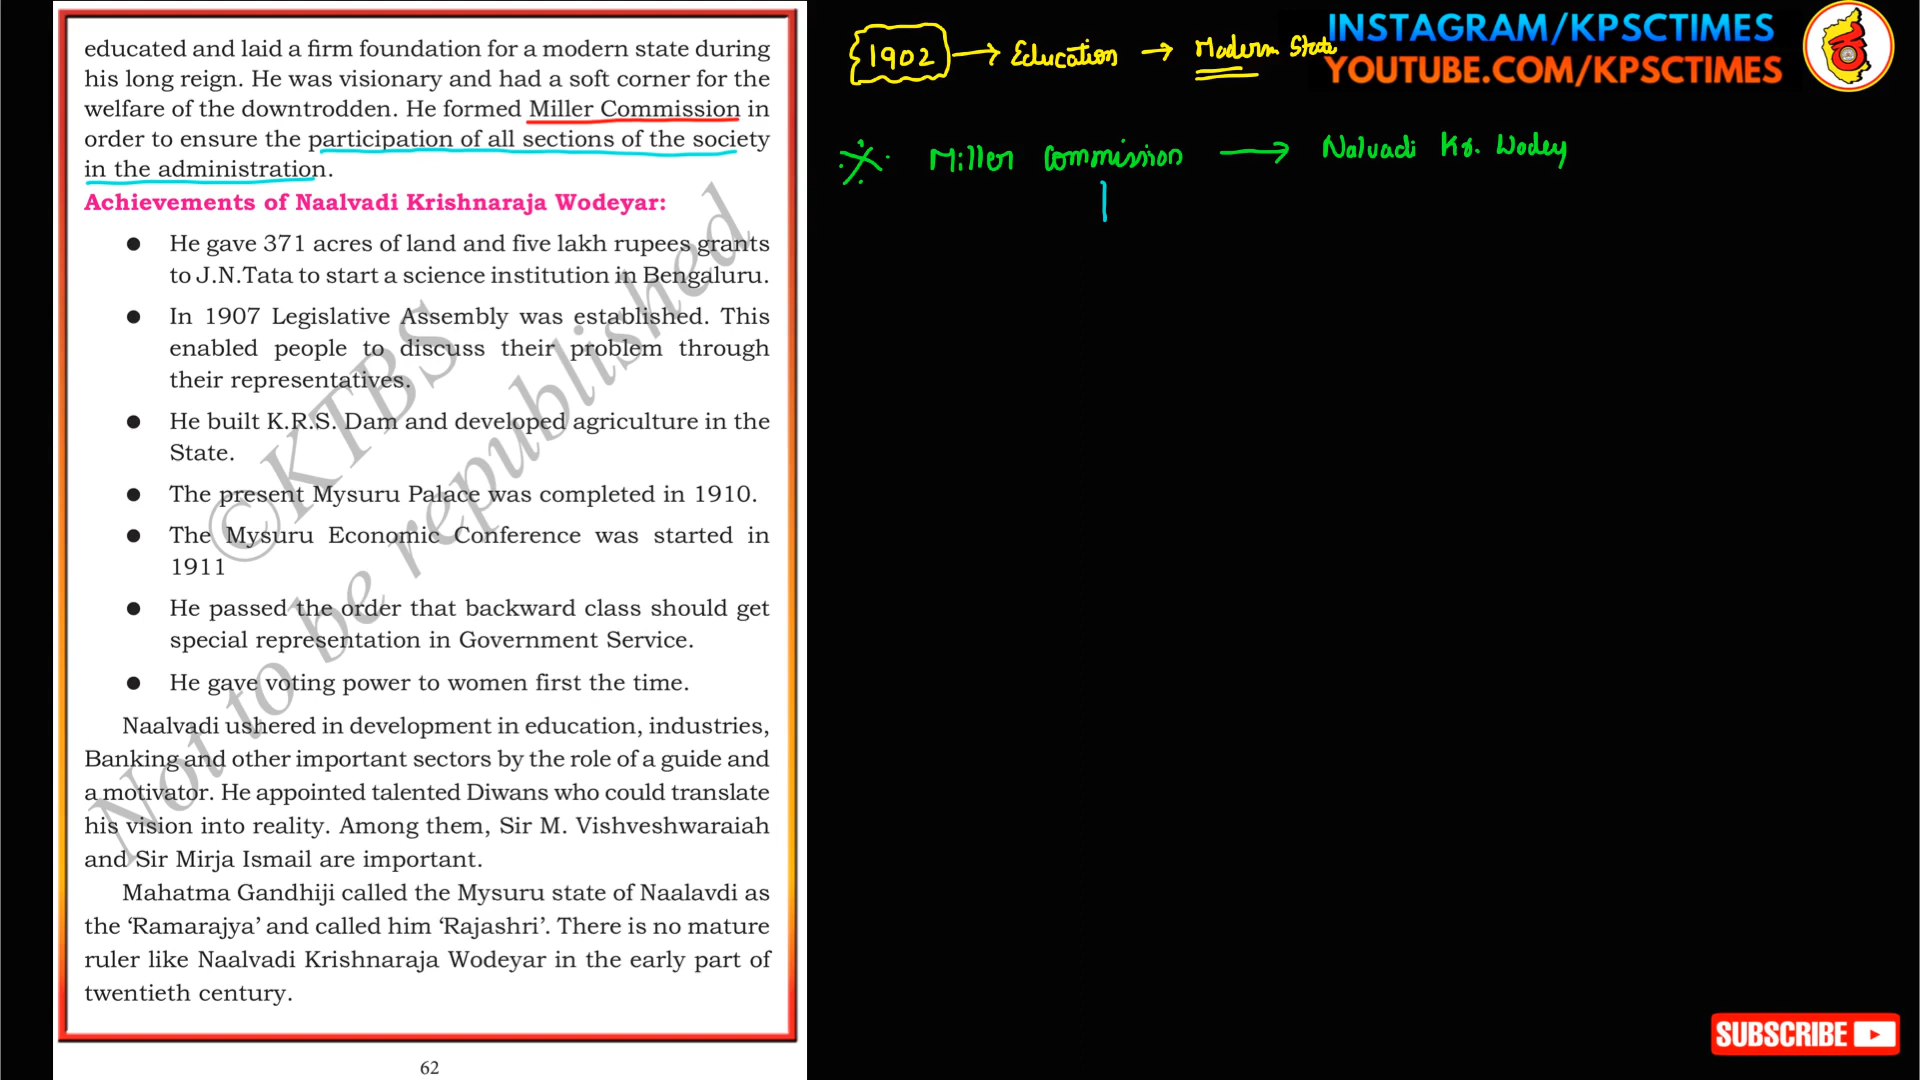 educated and laid a firm foundation for a modern state during
his long reign. He was visionary and had a soft corner for the
welfare of the downtrodden. He formed Miller Commission in
order to ensure the participation of all sections of the society
in the administration.
Achievements of Naalvadi Krishnaraja Wodeyar:
● He gave 371 acres of land and five lakh rupees grants
to J.N.Tata to start a science institution in Bengaluru.
● In 1907 Legislative Assembly was established. This
enabled people to discuss their problem through
their representatives.
● He built K.R.S. Dam and developed agriculture in the
State.
● The present Mysuru Palace was completed in 1910.
● The Mysuru Economic Conference was started in
1911
● He passed the order that backward class should get
special representation in Government Service.
● He gave voting power to women first the time.
Naalvadi ushered in development in education, industries,
Banking and other important sectors by the role of a guide and
a motivator. He appointed talented Diwans who could translate
his vision into reality. Among them, Sir M. Vishveshwaraiah
and Sir Mirja Ismail are important.
Mahatma Gandhiji called the Mysuru state of Naalavdi as
the ‘Ramarajya’ and called him ‘Rajashri’. There is no mature
ruler like Naalvadi Krishnaraja Wodeyar in the early part of
twentieth century.
©KTBS
Not to be republished
62
1902 → Education → Modern State
Miller Commission → Nalvadi Kr. Wodey
INSTAGRAM/KPSCTIMES
YOUTUBE.COM/KPSCTIMES
SUBSCRIBE